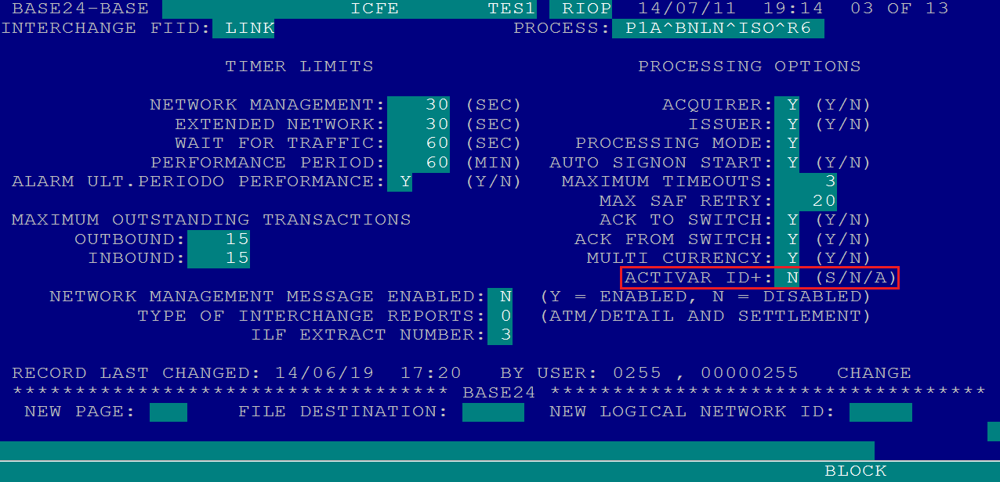 BASE24-BASE ICFE TES1 RIOP 14/07/11 19:14 03 OF 13
INTERCHANGE FIID: LINK PROCESS: P1A^BNLN^ISO^R6
TIMER LIMITS PROCESSING OPTIONS
NETWORK MANAGEMENT: 30 (SEC) ACQUIRER: Y (Y/N)
EXTENDED NETWORK: 30 (SEC) ISSUER: Y (Y/N)
WAIT FOR TRAFFIC: 60 (SEC) PROCESSING MODE: Y
PERFORMANCE PERIOD: 60 (MIN) AUTO SIGNON START: Y (Y/N)
ALARM ULT.PERIODO PERFORMANCE: Y (Y/N) MAXIMUM TIMEOUTS: 3
MAX SAF RETRY: 20
MAXIMUM OUTSTANDING TRANSACTIONS ACK TO SWITCH: Y (Y/N)
OUTBOUND: 15 ACK FROM SWITCH: Y (Y/N)
INBOUND: 15 MULTI CURRENCY: Y (Y/N)
ACTIVAR ID+: N (S/N/A)
NETWORK MANAGEMENT MESSAGE ENABLED: N (Y = ENABLED, N = DISABLED)
TYPE OF INTERCHANGE REPORTS: 0 (ATM/DETAIL AND SETTLEMENT)
ILF EXTRACT NUMBER: 3
RECORD LAST CHANGED: 14/06/19 17:20 BY USER: 0255 , 00000255 CHANGE
*********************************** BASE24 ***********************************
NEW PAGE: FILE DESTINATION: NEW LOGICAL NETWORK ID:
BLOCK